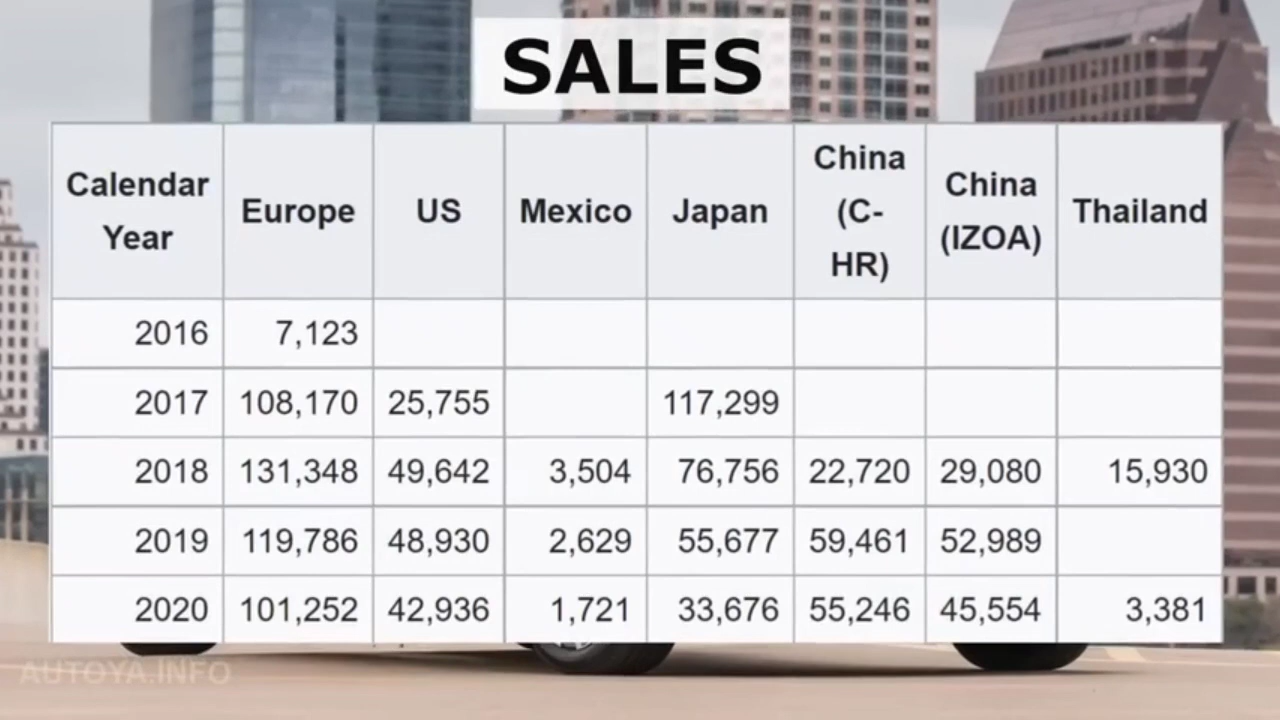 SALES
Calendar Year Europe US Mexico Japan China (C-HR) China (IZOA) Thailand
2016 7,123
2017 108,170 25,755 117,299
2018 131,348 49,642 3,504 76,756 22,720 29,080 15,930
2019 119,786 48,930 2,629 55,677 59,461 52,989
2020 101,252 42,936 1,721 33,676 55,246 45,554 3,381
AUTOYA.INFO